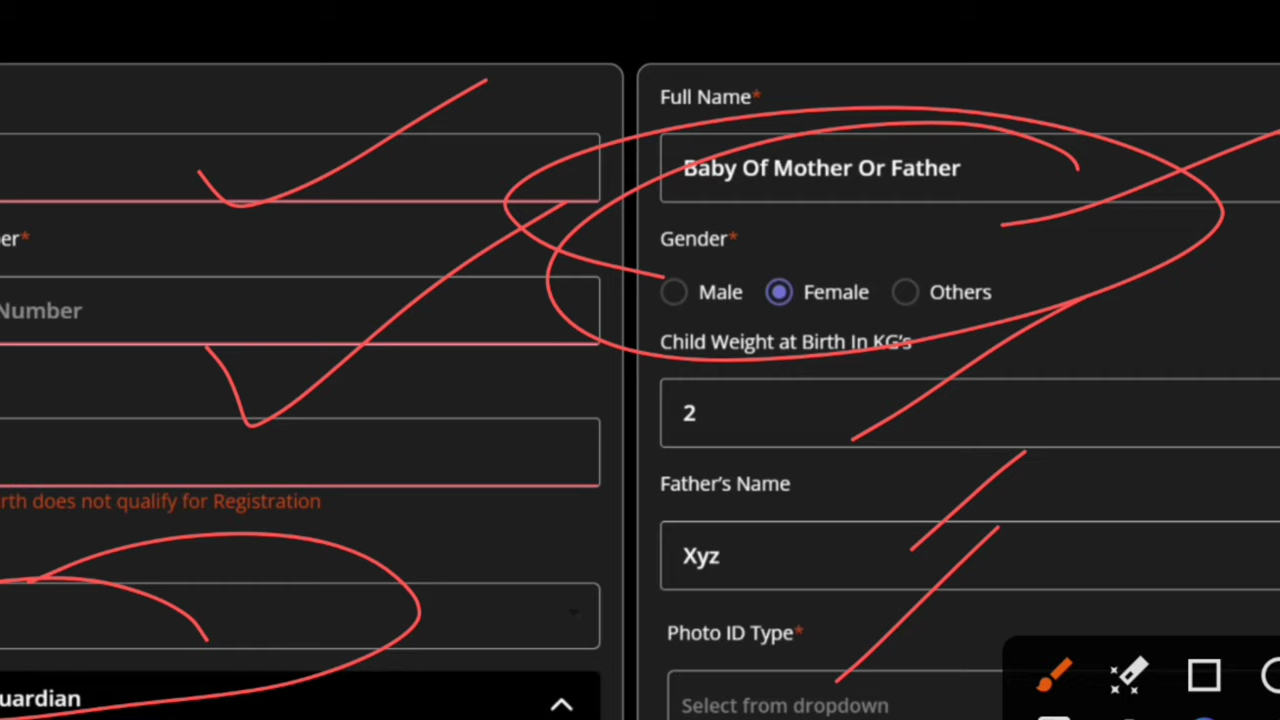 er*
Number
rth does not qualify for Registration
uardian
Full Name*
Baby Of Mother Or Father
Gender*
Male Female Others
Child Weight at Birth In KG's
2
Father's Name
Xyz
Photo ID Type*
Select from dropdown